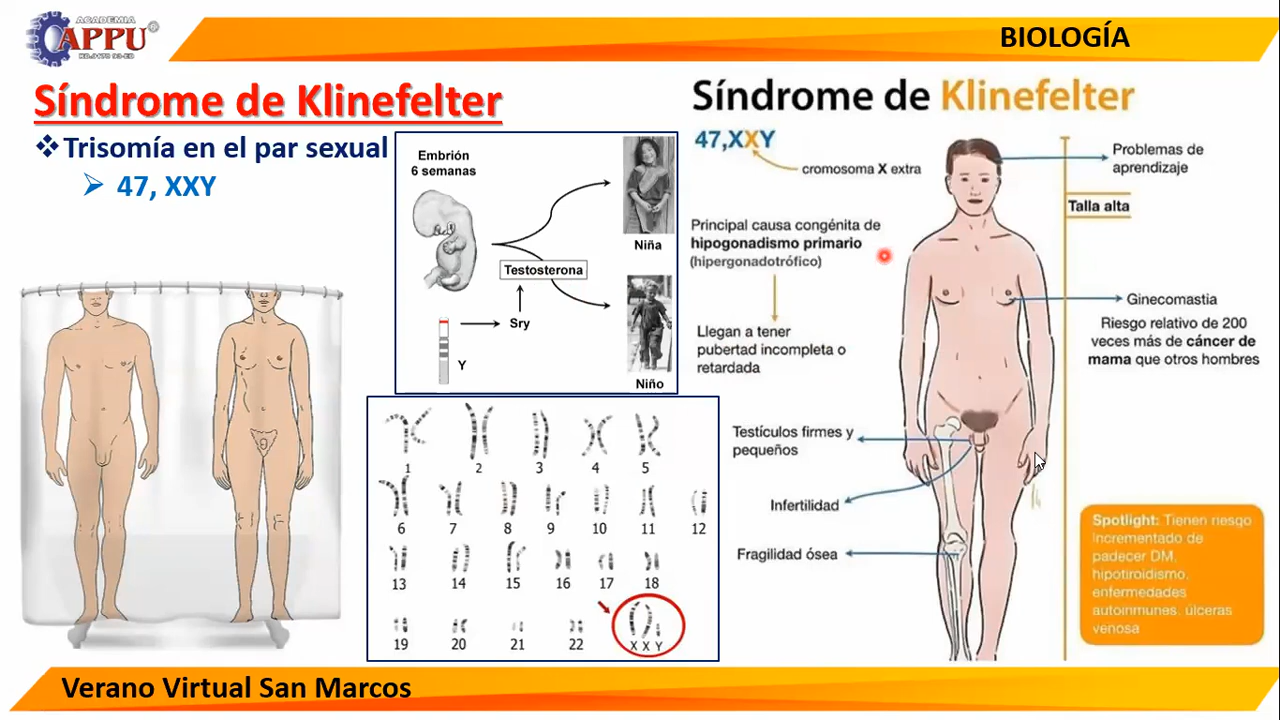 ACADEMIA
APPU
BIOLOGÍA
Síndrome de Klinefelter
Trisomía en el par sexual
47, XXY
Embrión
6 semanas
Niña
Testosterona
Sry
Y
Niño
1 2 3 4 5
6 7 8 9 10 11 12
13 14 15 16 17 18
19 20 21 22 X X Y
Síndrome de Klinefelter
47,XXY
cromosoma X extra
Problemas de
aprendizaje
Talla alta
Principal causa congénita de
hipogonadismo primario
(hipergonadotrófico)
Ginecomastia
Riesgo relativo de 200
veces más de cáncer de
mama que otros hombres
Llegan a tener
pubertad incompleta o
retardada
Testículos firmes y
pequeños
Infertilidad
Fragilidad ósea
Spotlight: Tienen riesgo
incrementado de
padecer DM,
hipotiroidismo,
enfermedades
autoinmunes, úlceras
venosa
Verano Virtual San Marcos